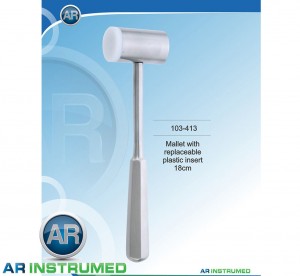 AR
103-413
Mallet with
replaceable
plastic insert
18cm
AR
AR INSTRUMED
AR INSTRUMED